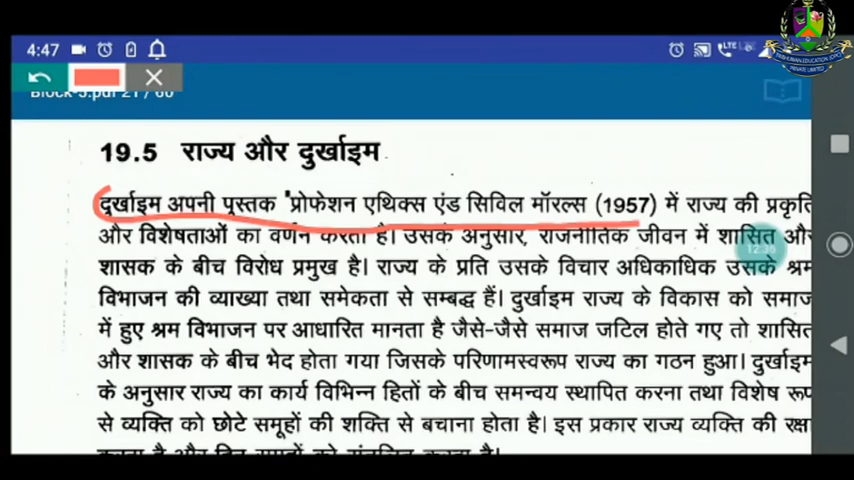 4:47
LTE
Block-5.pdf 21 / 60
19.5 राज्य और दुर्खाइम
दुर्खाइम अपनी पुस्तक "प्रोफेशन एथिक्स एंड सिविल मॉरल्स (1957) में राज्य की प्रकृति
और विशेषताओं का वर्णन करता है। उसके अनुसार, राजनीतिक जीवन में शासित और
शासक के बीच विरोध प्रमुख है। राज्य के प्रति उसके विचार अधिकाधिक उसके श्रम
विभाजन की व्याख्या तथा समेकता से सम्बद्ध हैं। दुर्खाइम राज्य के विकास को समाज
में हुए श्रम विभाजन पर आधारित मानता है जैसे-जैसे समाज जटिल होते गए तो शासित
और शासक के बीच भेद होता गया जिसके परिणामस्वरूप राज्य का गठन हुआ। दुर्खाइम
के अनुसार राज्य का कार्य विभिन्न हितों के बीच समन्वय स्थापित करना तथा विशेष रूप
से व्यक्ति को छोटे समूहों की शक्ति से बचाना होता है। इस प्रकार राज्य व्यक्ति की रक्षा
करता है और